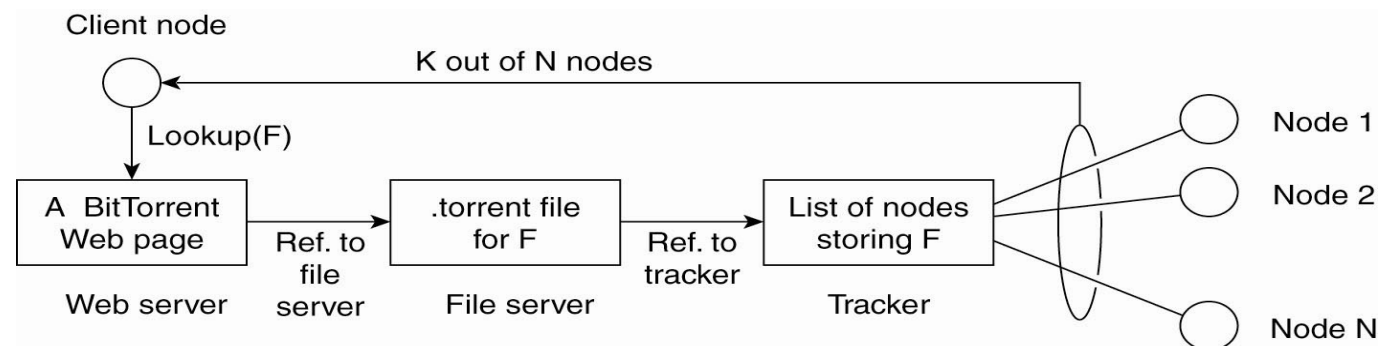 Client node
K out of N nodes
Lookup(F)
Node 1
A BitTorrent
Web page
Ref. to
file
server
.torrent file
for F
Ref. to
tracker
List of nodes
storing F
Node 2
Web server
File server
Tracker
Node N